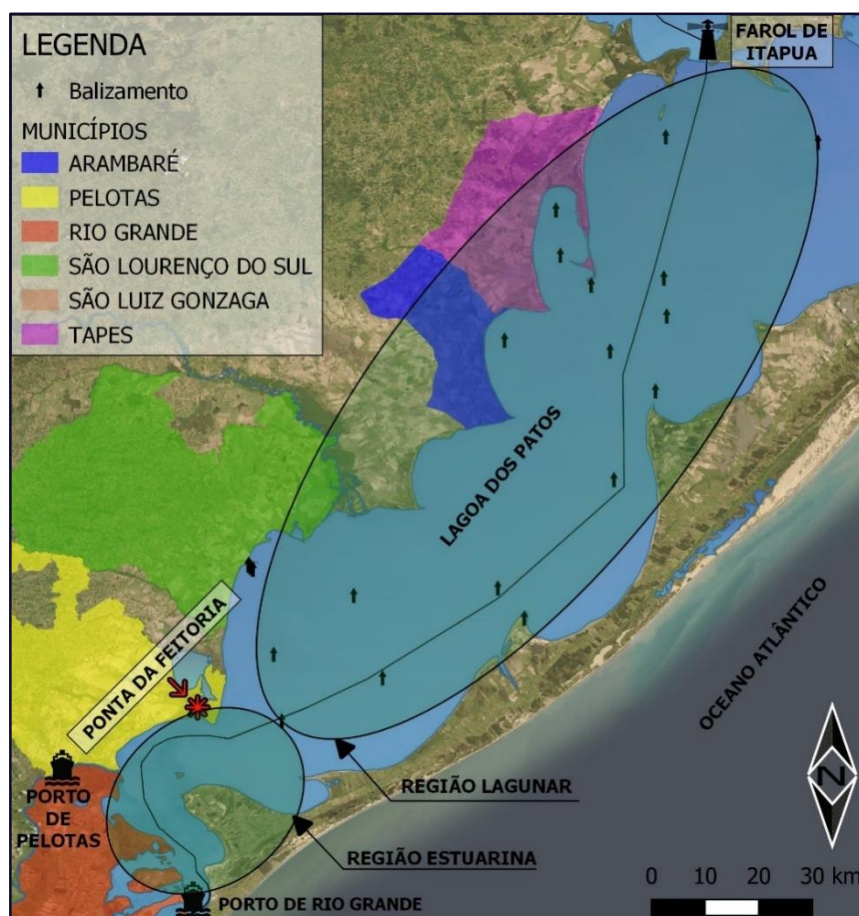 LEGENDA
Balizamento
MUNICÍPIOS
ARAMBARÉ
PELOTAS
RIO GRANDE
SÃO LOURENÇO DO SUL
SÃO LUIZ GONZAGA
TAPES
FAROL DE
ITAPUA
LAGOA DOS PATOS
OCEANO ATLÂNTICO
PONTA DA FEITORIA
PORTO
DE
PELOTAS
REGIÃO LAGUNAR
REGIÃO ESTUARINA
PORTO DE RIO GRANDE
N
0 10 20 30 km